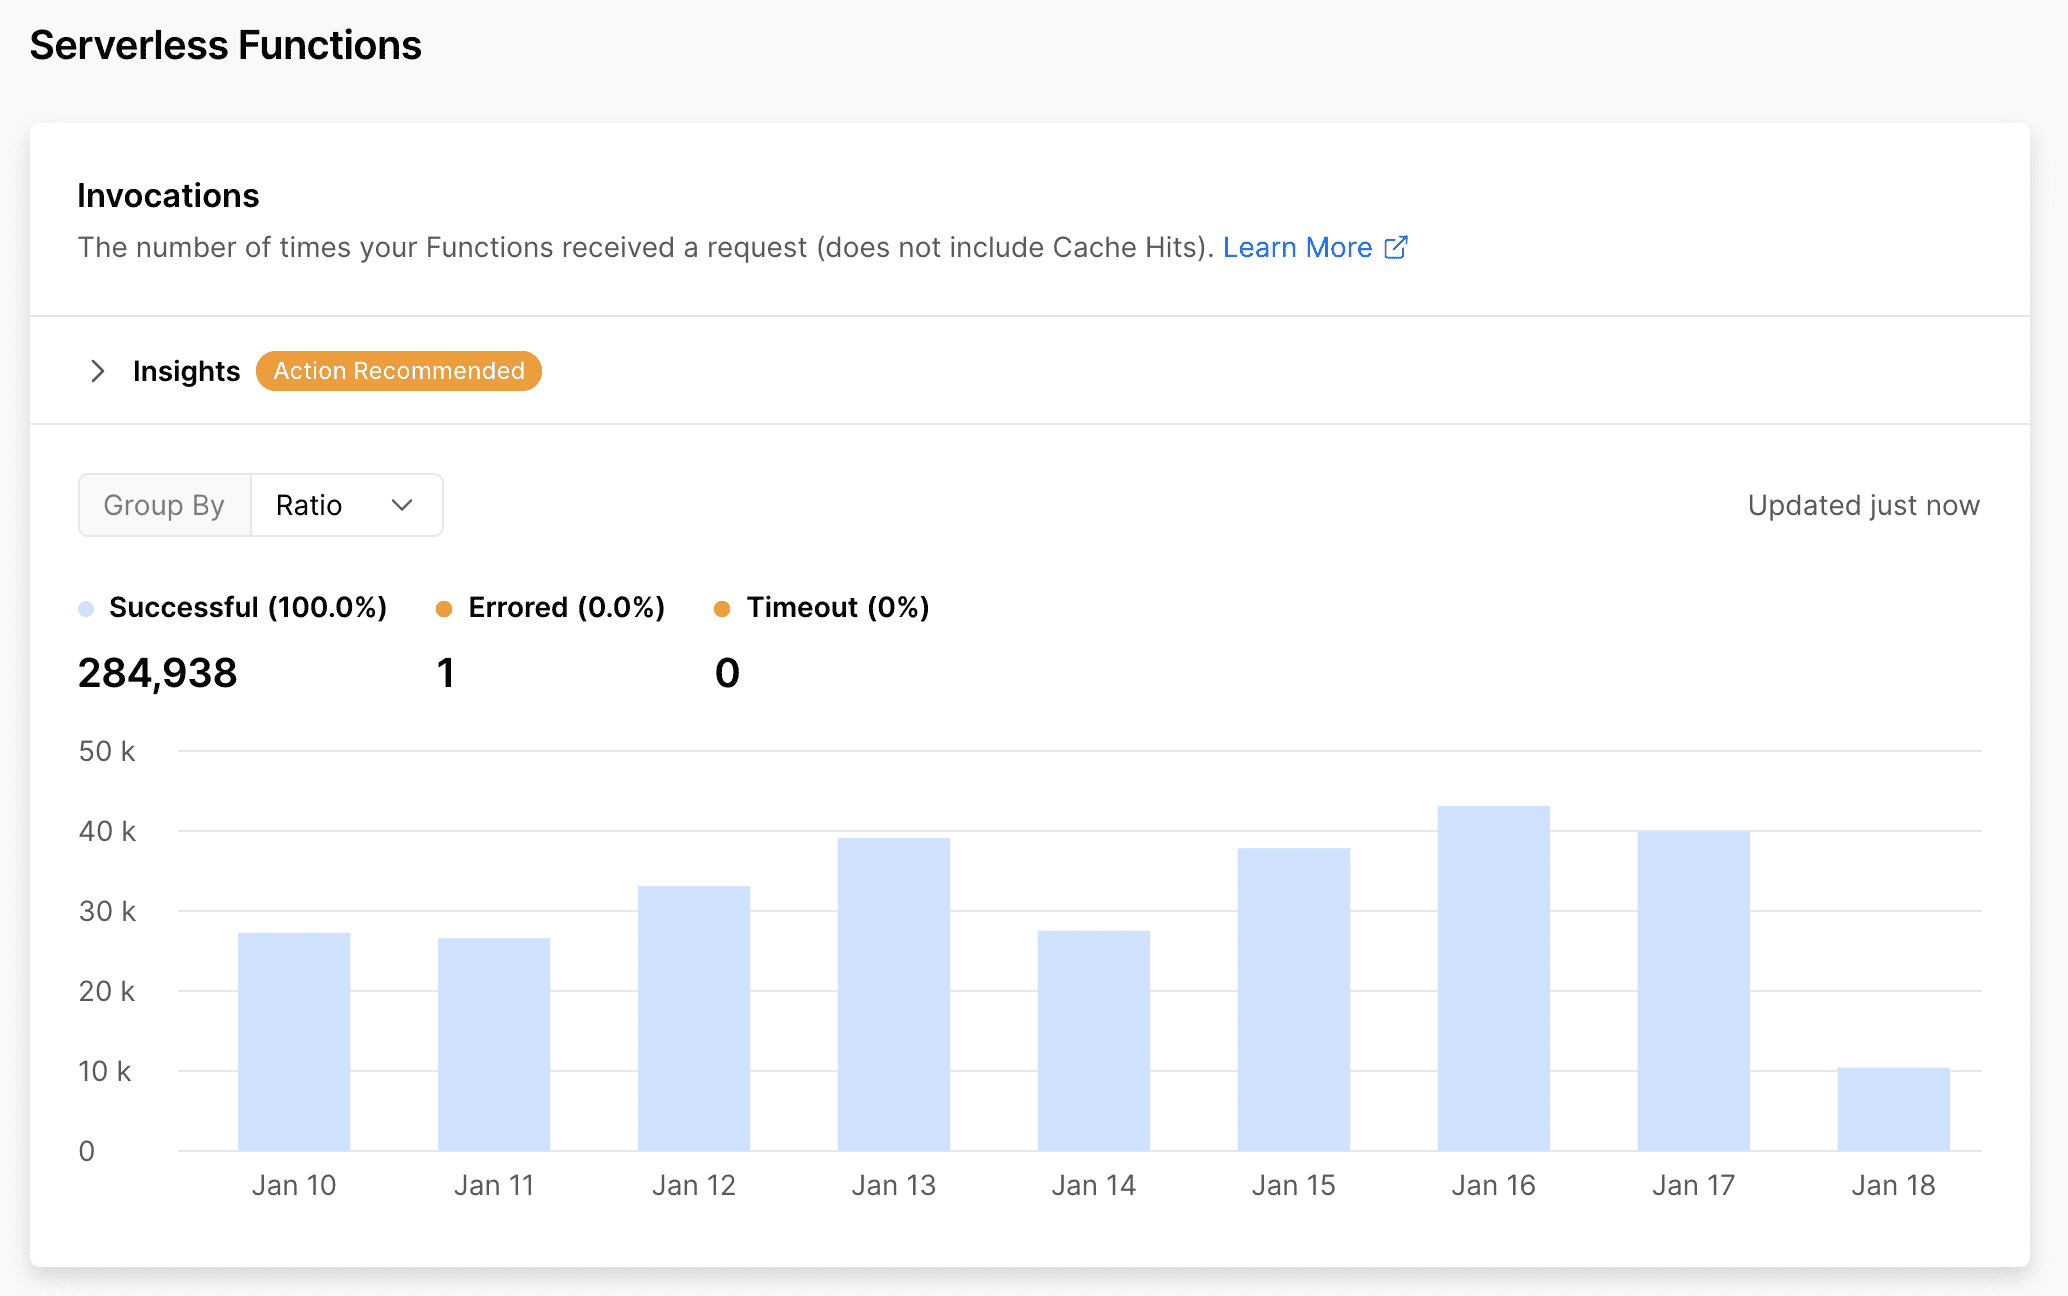 Serverless Functions
Invocations
The number of times your Functions received a request (does not include Cache Hits). Learn More
Insights Action Recommended
Group By Ratio Updated just now
Successful (100.0%) Errored (0.0%) Timeout (0%)
284,938 1 0
50 k
40 k
30 k
20 k
10 k
0
Jan 10 Jan 11 Jan 12 Jan 13 Jan 14 Jan 15 Jan 16 Jan 17 Jan 18